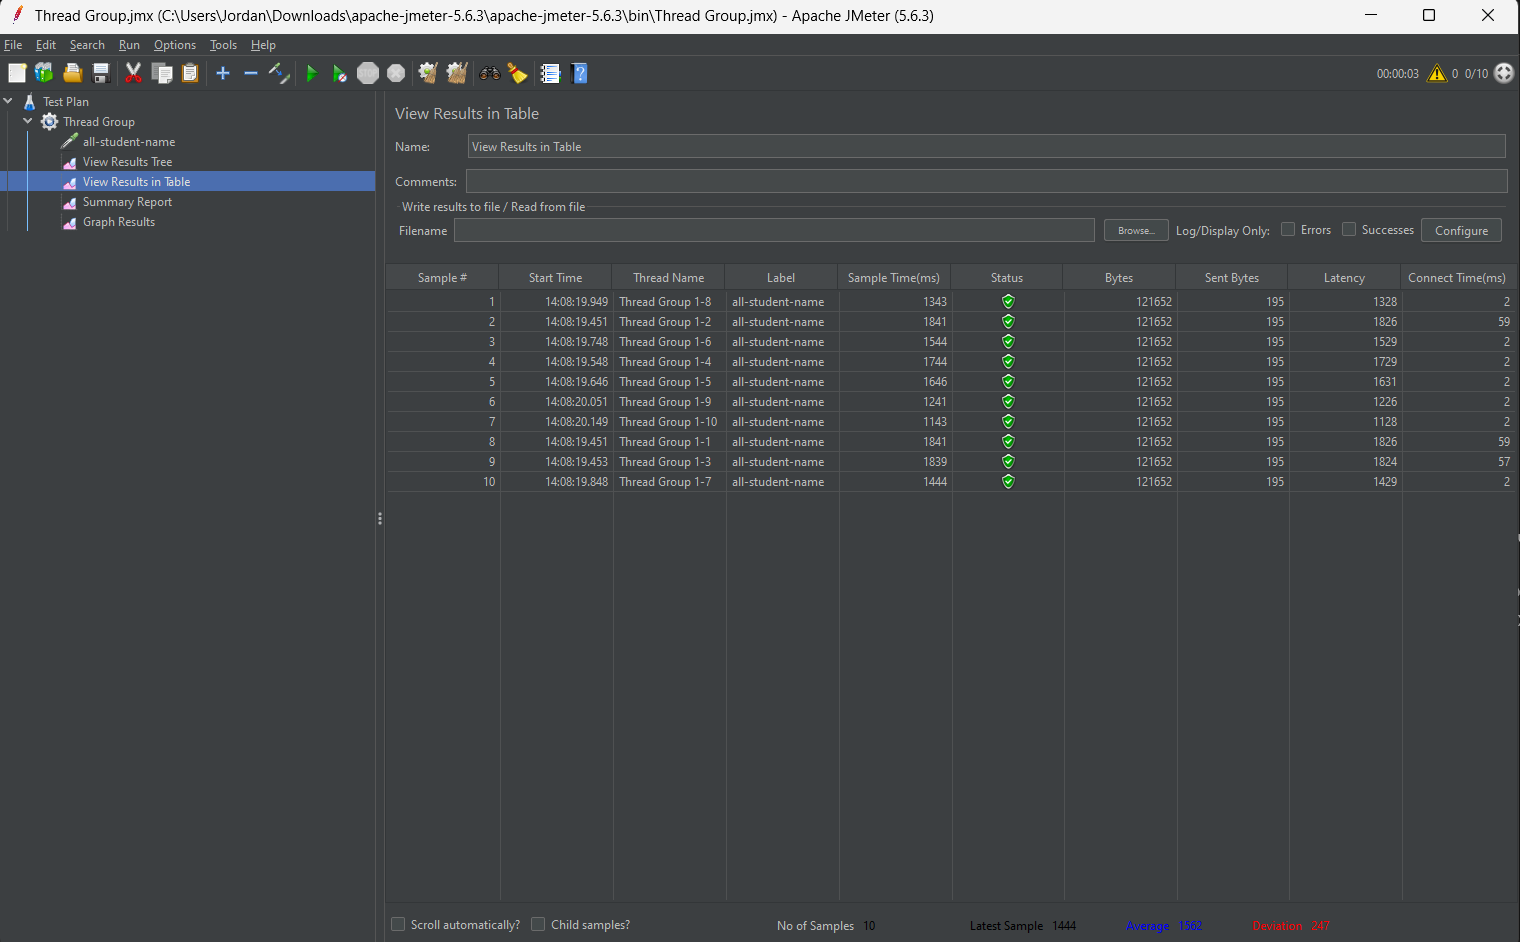 Thread Group.jmx (C:\Users\Jordan\Downloads\apache-jmeter-5.6.3\apache-jmeter-5.6.3\bin\Thread Group.jmx) - Apache JMeter (5.6.3)
File Edit Search Run Options Tools Help
00:00:03 0 0/10
Test Plan
Thread Group
all-student-name
View Results Tree
View Results in Table
Summary Report
Graph Results
View Results in Table
Name: View Results in Table
Comments:
Write results to file / Read from file
Filename Browse... Log/Display Only: Errors Successes Configure
Sample # Start Time Thread Name Label Sample Time(ms) Status Bytes Sent Bytes Latency Connect Time(ms)
1 14:08:19.949 Thread Group 1-8 all-student-name 1343 121652 195 1328 2
2 14:08:19.451 Thread Group 1-2 all-student-name 1841 121652 195 1826 59
3 14:08:19.748 Thread Group 1-6 all-student-name 1544 121652 195 1529 2
4 14:08:19.548 Thread Group 1-4 all-student-name 1744 121652 195 1729 2
5 14:08:19.646 Thread Group 1-5 all-student-name 1646 121652 195 1631 2
6 14:08:20.051 Thread Group 1-9 all-student-name 1241 121652 195 1226 2
7 14:08:20.149 Thread Group 1-10 all-student-name 1143 121652 195 1128 2
8 14:08:19.451 Thread Group 1-1 all-student-name 1841 121652 195 1826 59
9 14:08:19.453 Thread Group 1-3 all-student-name 1839 121652 195 1824 57
10 14:08:19.848 Thread Group 1-7 all-student-name 1444 121652 195 1429 2
Scroll automatically? Child samples? No of Samples 10 Latest Sample 1444 Average 1562 Deviation 247